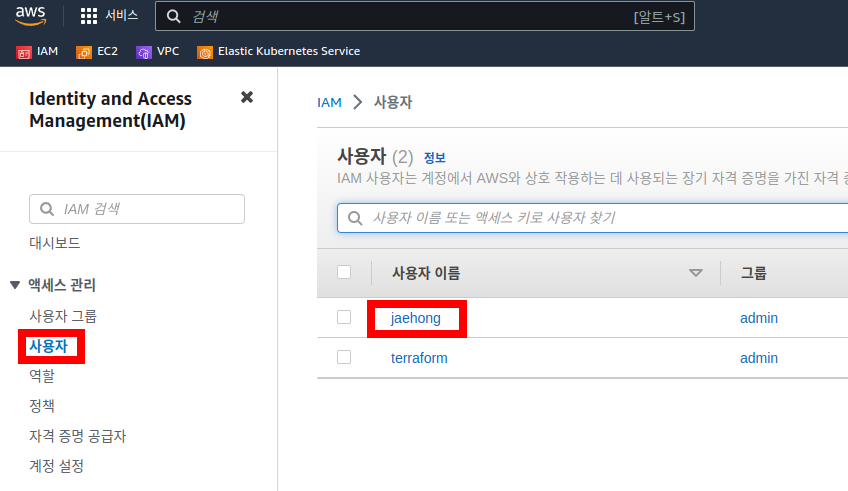 aws
서비스
검색
[알트+S]
IAM EC2 VPC Elastic Kubernetes Service
Identity and Access
Management(IAM)
IAM 검색
대시보드
액세스 관리
사용자 그룹
사용자
역할
정책
자격 증명 공급자
계정 설정
IAM > 사용자
사용자 (2) 정보
IAM 사용자는 계정에서 AWS와 상호 작용하는 데 사용되는 장기 자격 증명을 가진 자격
사용자 이름 또는 액세스 키로 사용자 찾기
사용자 이름 그룹
jaehong admin
terraform admin